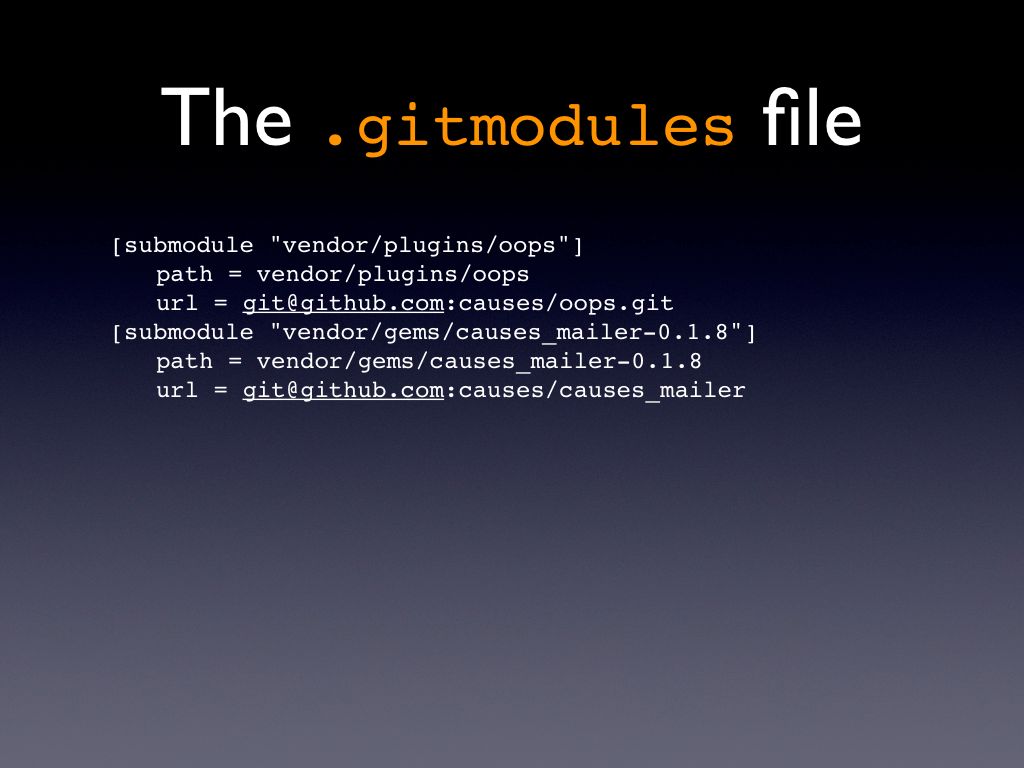 The .gitmodules file
[submodule "vendor/plugins/oops"]
path = vendor/plugins/oops
url = git@github.com:causes/oops.git
[submodule "vendor/gems/causes_mailer-0.1.8"]
path = vendor/gems/causes_mailer-0.1.8
url = git@github.com:causes/causes_mailer